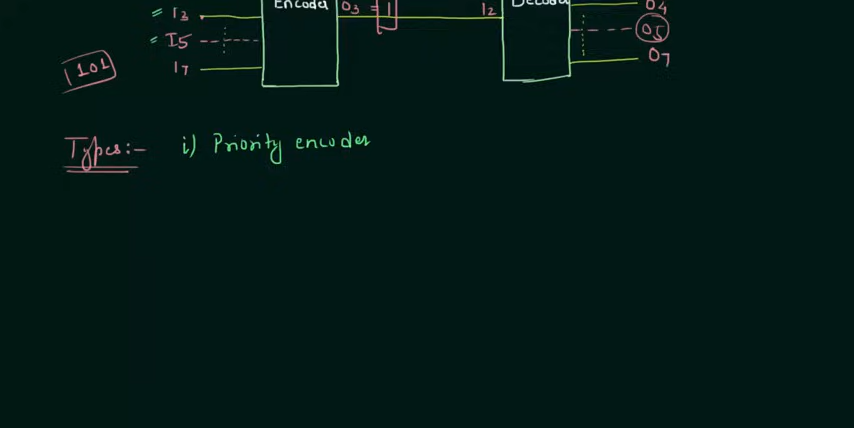 = I3 Encoder O3 = 1 I2 Decoder O4
= I5 O5
1101 I7 O7
Types:- i) Priority encoder